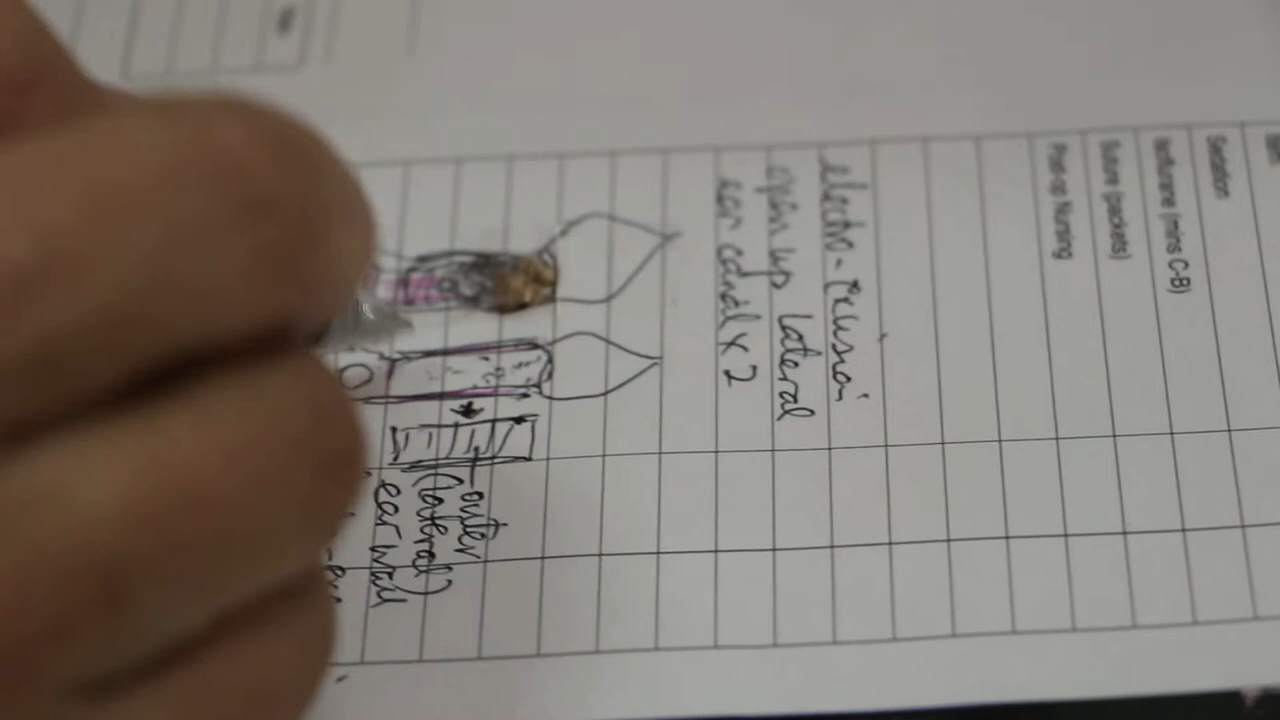 Sedation
Isoflurane (mins C-B)
Suture (packets)
Post-op Nursing
electro-
open up lateral
ear canal x 2
outer
(lateral)
ear wall